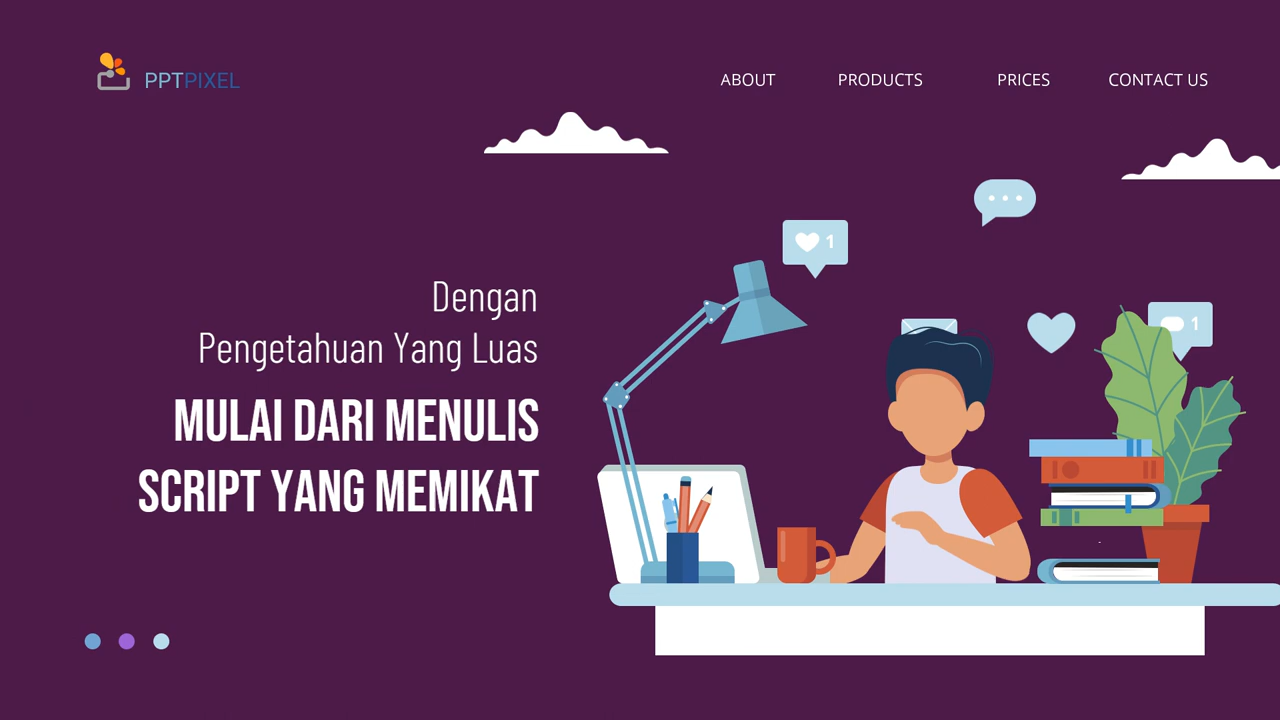 PPTPIXEL
ABOUT PRODUCTS PRICES CONTACT US
1
1
Dengan
Pengetahuan Yang Luas
MULAI DARI MENULIS
SCRIPT YANG MEMIKAT